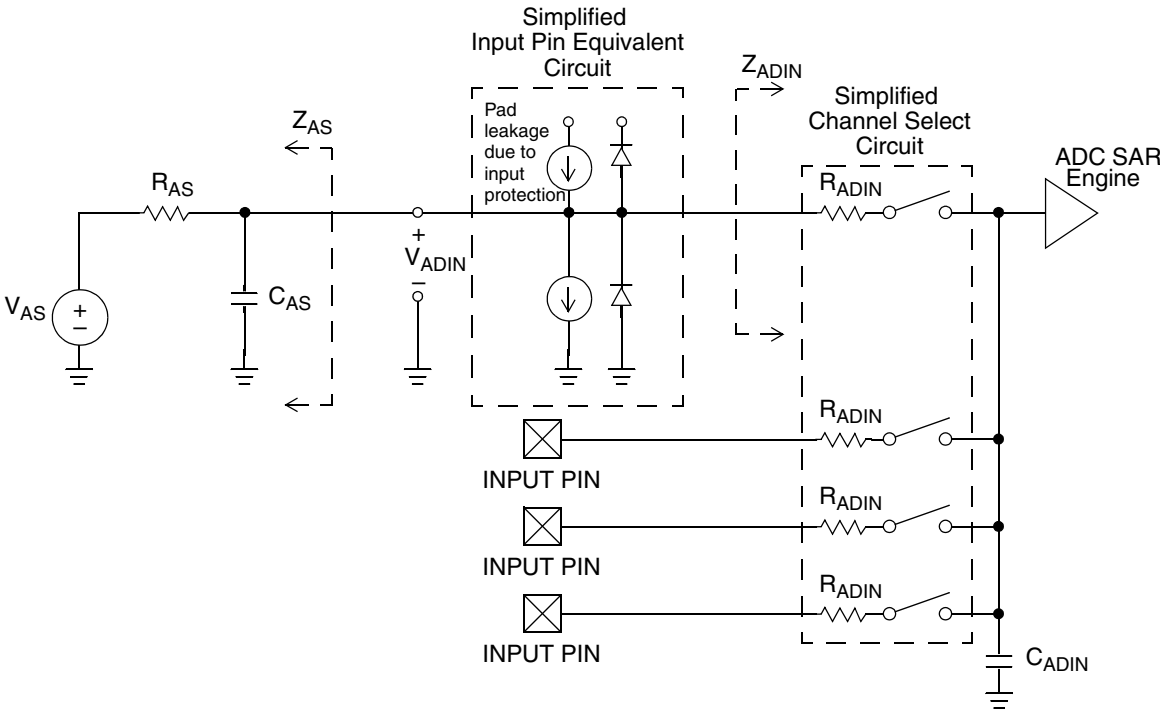 Simplified
Input Pin Equivalent
Circuit
Pad
leakage
due to
input
protection
ZADIN
Simplified
Channel Select
Circuit
ADC SAR
Engine
ZAS
RAS
RADIN
+
VADIN
–
VAS
+
–
CAS
RADIN
INPUT PIN
RADIN
INPUT PIN
RADIN
INPUT PIN
CADIN